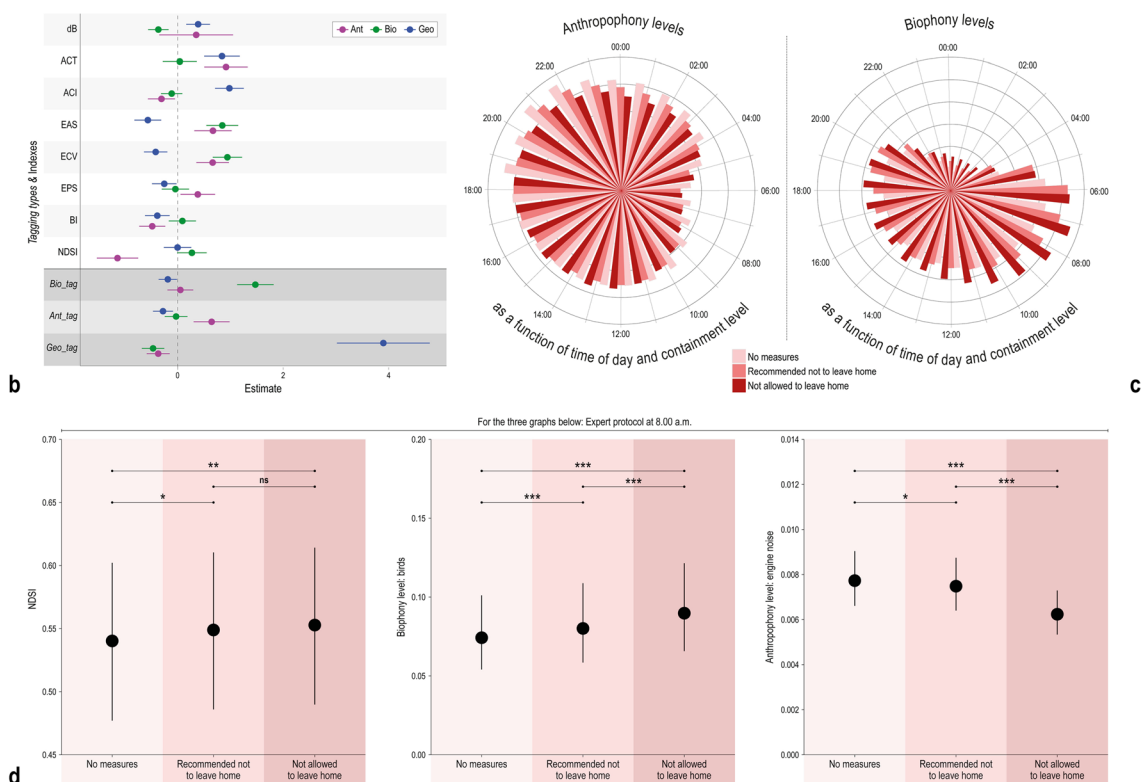 Ant Bio Geo
dB
ACT
ACI
EAS
ECV
EPS
BI
NDSI
Bio_tag
Ant_tag
Geo_tag
Tagging types & Indexes
0 4
Estimate
b
Anthropophony levels
00:00
02:00
04:00
06:00
08:00
10:00
12:00
14:00
16:00
18:00
20:00
22:00
as a function of time of day and containment level
Biophony levels
00:00
02:00
04:00
06:00
08:00
10:00
12:00
14:00
16:00
18:00
20:00
22:00
as a function of time of day and containment level
No measures
Recommended not to leave home
Not allowed to leave home
c
For the three graphs below: Expert protocol at 8.00 a.m.
0.70
0.65
0.60
0.55
0.50
0.45
NDSI
**
ns
*
No measures
Recommended not
to leave home
Not allowed
to leave home
0.20
0.15
0.10
0.05
0.00
Biophony level: birds
***
***
***
No measures
Recommended not
to leave home
Not allowed
to leave home
0.014
0.012
0.010
0.008
0.006
0.004
0.002
0.000
Anthropophony level: engine noise
***
***
*
No measures
Recommended not
to leave home
Not allowed
to leave home
d